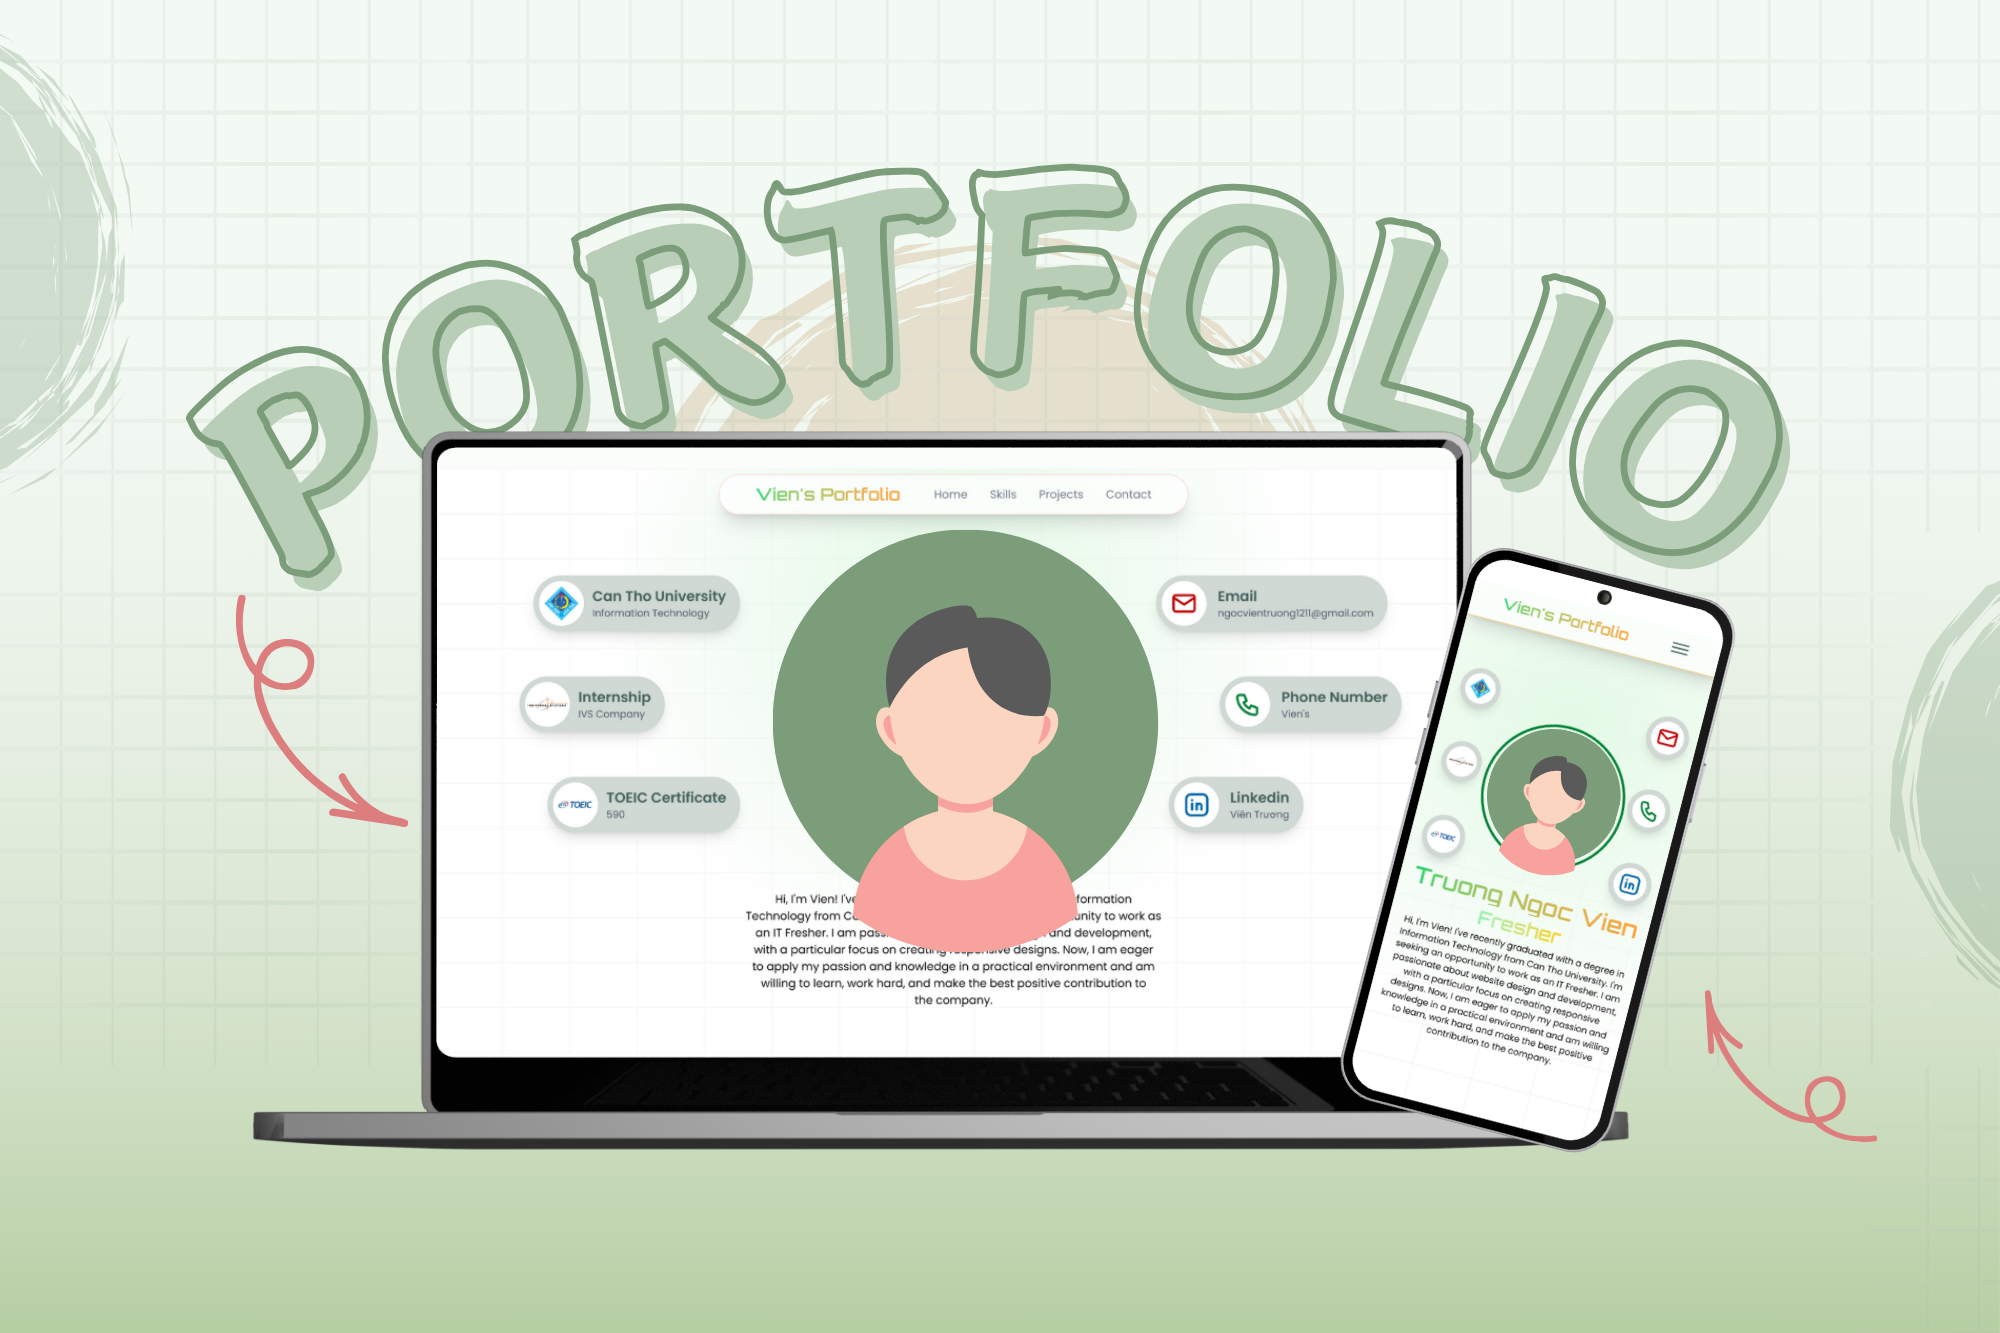 PORTFOLIO
Vien's Portfolio
Home
Skills
Projects
Contact
Can Tho University
Information Technology
Internship
IVS Company
TOEIC
TOEIC Certificate
590
Email
ngocvientruong1211@gmail.com
Phone Number
Vien's
in
Linkedin
Viên Trương
Hi, I'm Vien! I've formation
Technology from unity to work as
an IT Fresher. I am and development,
with a particular focus on creating designs. Now, I am eager
to apply my passion and knowledge in a practical environment and am
willing to learn, work hard, and make the best positive contribution to
the company.
Vien's Portfolio
TOEIC
in
Truong Ngoc Vien
Fresher
Hi, I'm Vien! I've recently graduated with a degree in
Information Technology from Can Tho University. I'm
seeking an opportunity to work as an IT Fresher. I am
passionate about website design and development,
with a particular focus on creating responsive
designs. Now, I am eager to apply my passion and
knowledge in a practical environment and am willing
to learn, work hard, and make the best positive
contribution to the company.